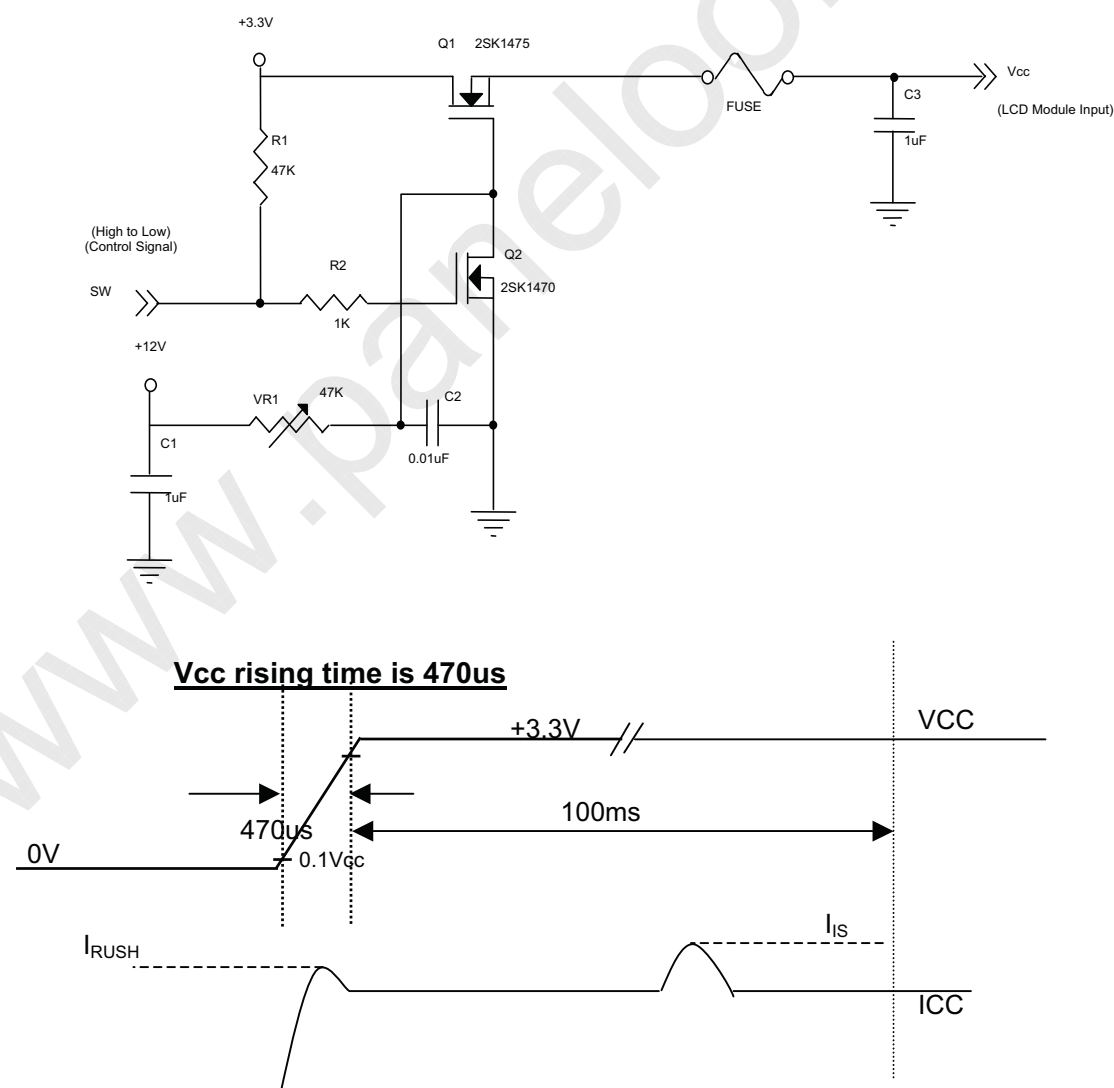 +3.3V
Q1 2SK1475
Vcc
FUSE
C3
(LCD Module Input)
R1
1uF
47K
(High to Low)
(Control Signal)
Q2
R2
SW
2SK1470
1K
+12V
VR1
47K
C2
C1
0.01uF
1uF
Vcc rising time is 470us
+3.3V
VCC
470us
100ms
0V
0.1Vcc
IRUSH
IIS
ICC
www.paneloo